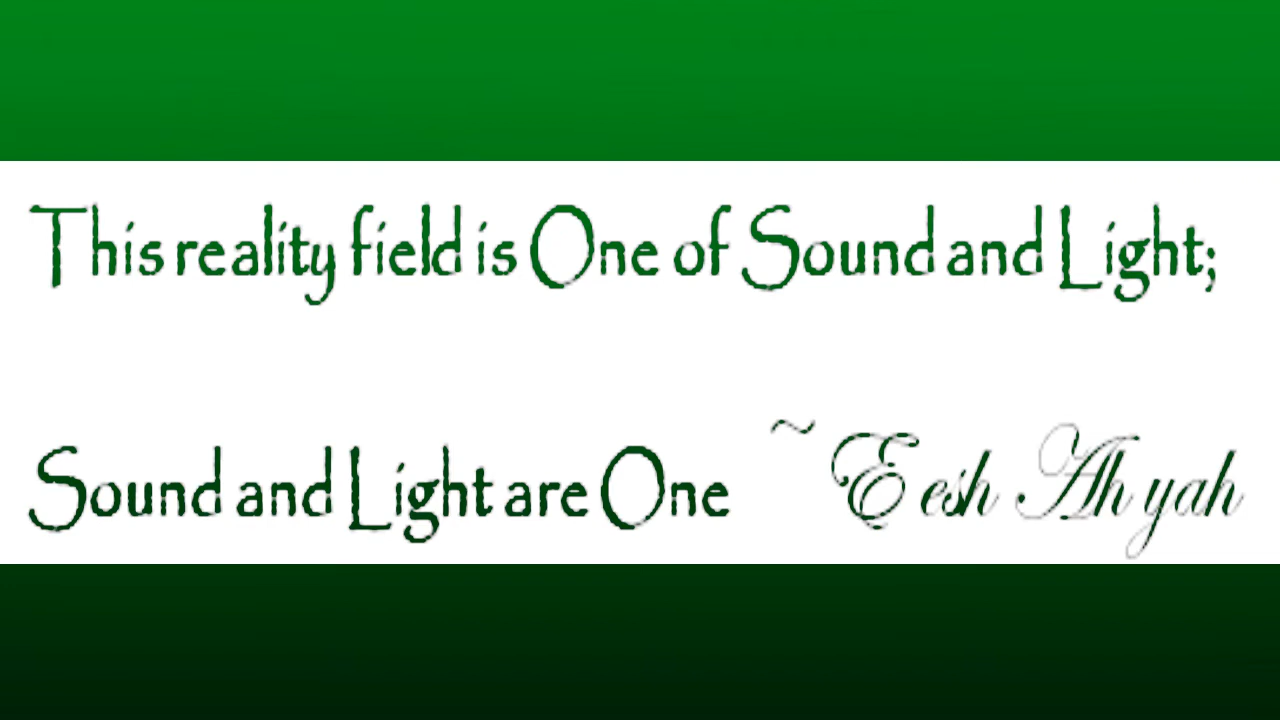 This reality field is One of Sound and Light;
Sound and Light are One ~ Eesh Ah yah